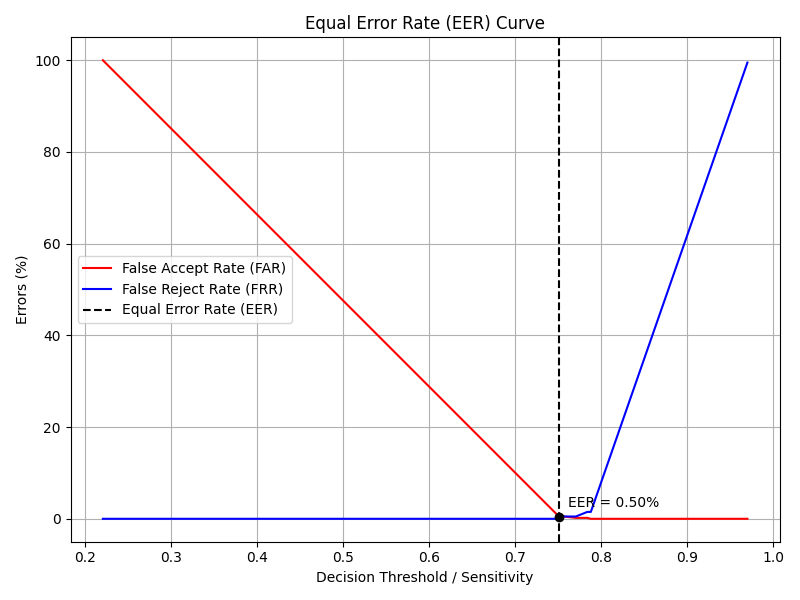 Equal Error Rate (EER) Curve
100
80
60
40
20
0
Errors (%)
False Accept Rate (FAR)
False Reject Rate (FRR)
Equal Error Rate (EER)
EER = 0.50%
0.2 0.3 0.4 0.5 0.6 0.7 0.8 0.9 1.0
Decision Threshold / Sensitivity